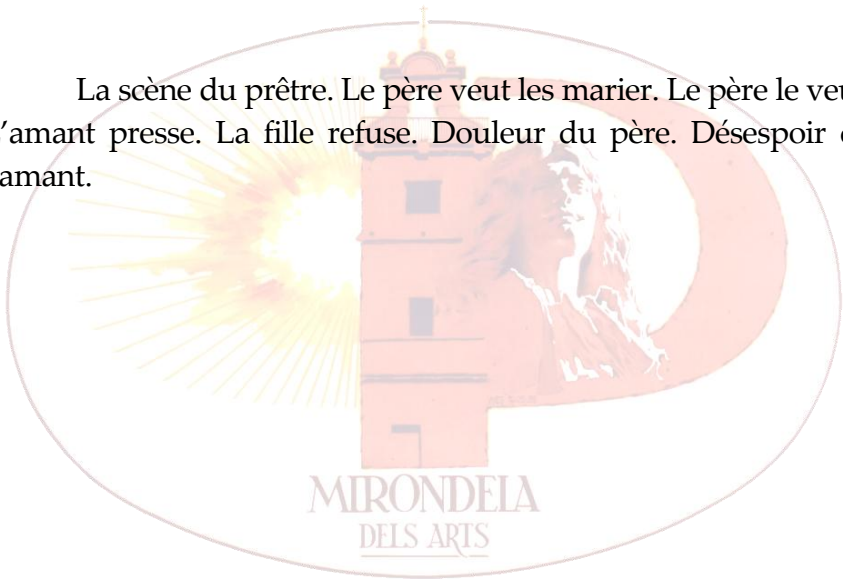 La scène du prêtre. Le père veut les marier. Le père le veu
'amant presse. La fille refuse. Douleur du père. Désespoir
amant.
MIRONDELA
DELS ARTS